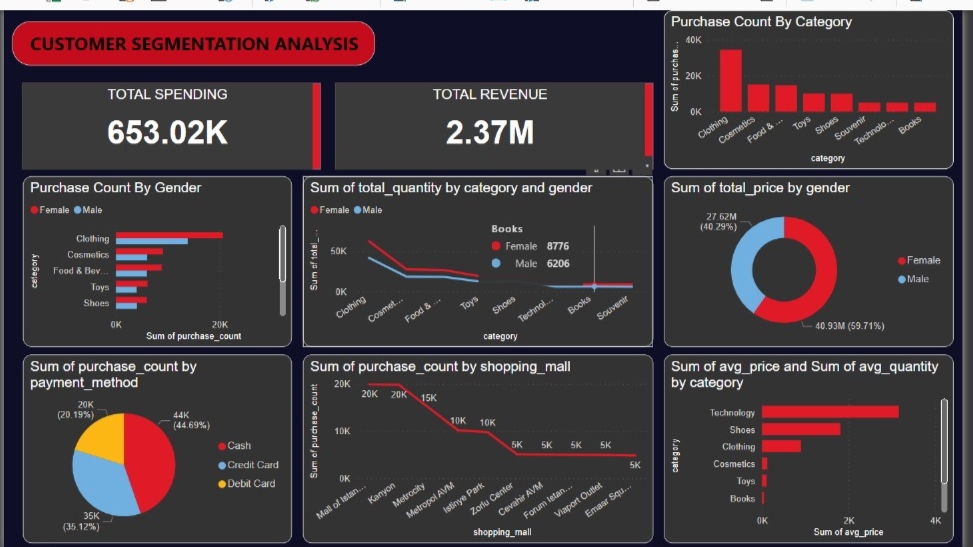 CUSTOMER SEGMENTATION ANALYSIS
TOTAL SPENDING
653.02K
TOTAL REVENUE
2.37M
Purchase Count By Category
Sum of purchas...
40K
20K
0K
Clothing
Cosmetics
Food & ...
Toys
Shoes
Souvenir
Technolo...
Books
category
Purchase Count By Gender
Female Male
category
Clothing
Cosmetics
Food & Bev...
Toys
Shoes
0K 20K
Sum of purchase_count
Sum of total_quantity by category and gender
Female Male
Sum of total_...
50K
0K
Books
Female 8776
Male 6206
Clothing
Cosmet...
Food & ...
Toys
Shoes
Technol...
Books
Souvenir
category
Sum of total_price by gender
27.62M
(40.29%)
Female
Male
40.93M (59.71%)
Sum of purchase_count by
payment_method
20K
(20.19%)
44K
(44.69%)
Cash
Credit Card
Debit Card
35K
(35.12%)
Sum of purchase_count by shopping_mall
Sum of purchase_count
20K
10K
0K
20K
20K
15K
10K
10K
5K
5K
5K
5K
5K
Mall of Istan...
Kanyon
Metrocity
Metropol AVM
Istinye Park
Zorlu Center
Cevahir AVM
Forum Istan...
Viaport Outlet
Emaar Squ...
shopping_mall
Sum of avg_price and Sum of avg_quantity
by category
category
Technology
Shoes
Clothing
Cosmetics
Toys
Books
0K 2K 4K
Sum of avg_price